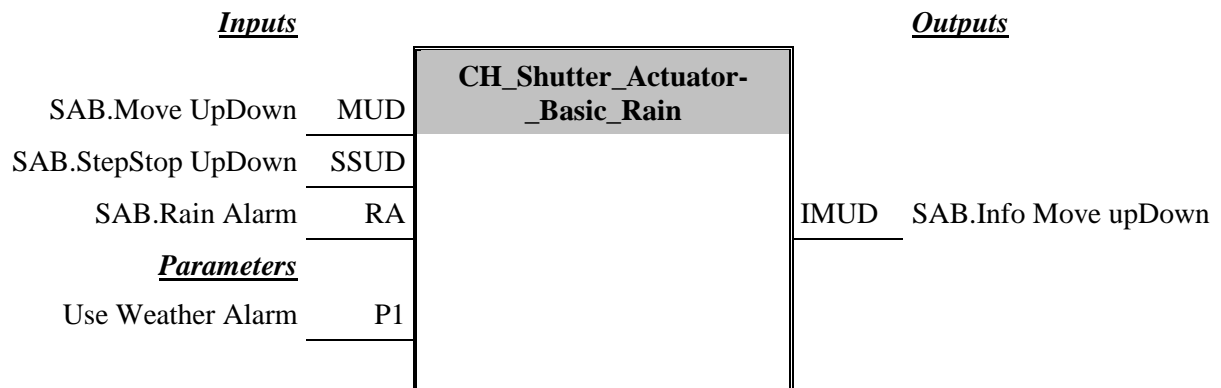 Inputs
Outputs
CH_Shutter_Actuator-
_Basic_Rain
SAB.Move UpDown MUD
SAB.StepStop UpDown SSUD
SAB.Rain Alarm RA
IMUD SAB.Info Move upDown
Parameters
Use Weather Alarm P1